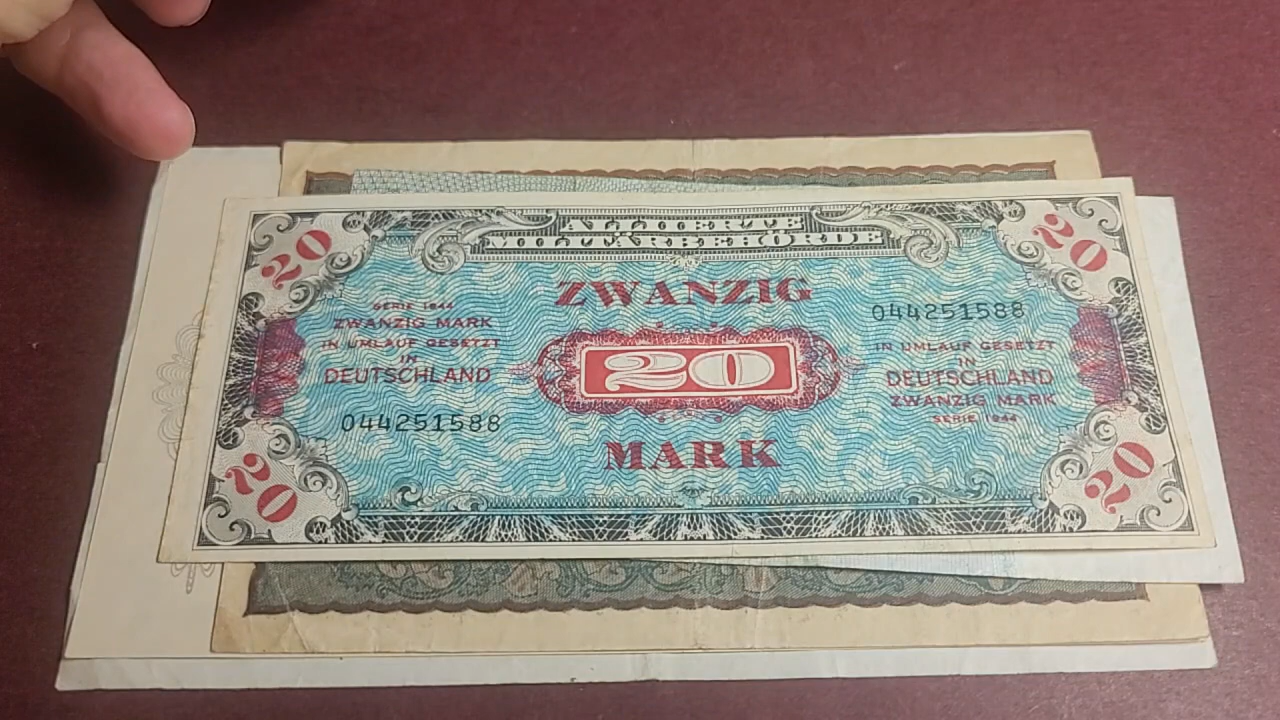 20
ALLIIERTE
MILITÄRBEHÖRDE
20
ZWANZIG
SERIE 1944
ZWANZIG MARK
IN UMLAUF GESETZT
IN
DEUTSCHLAND
044251588
20
044251588
IN UMLAUF GESETZT
IN
DEUTSCHLAND
ZWANZIG MARK
SERIE 1944
MARK
20
20